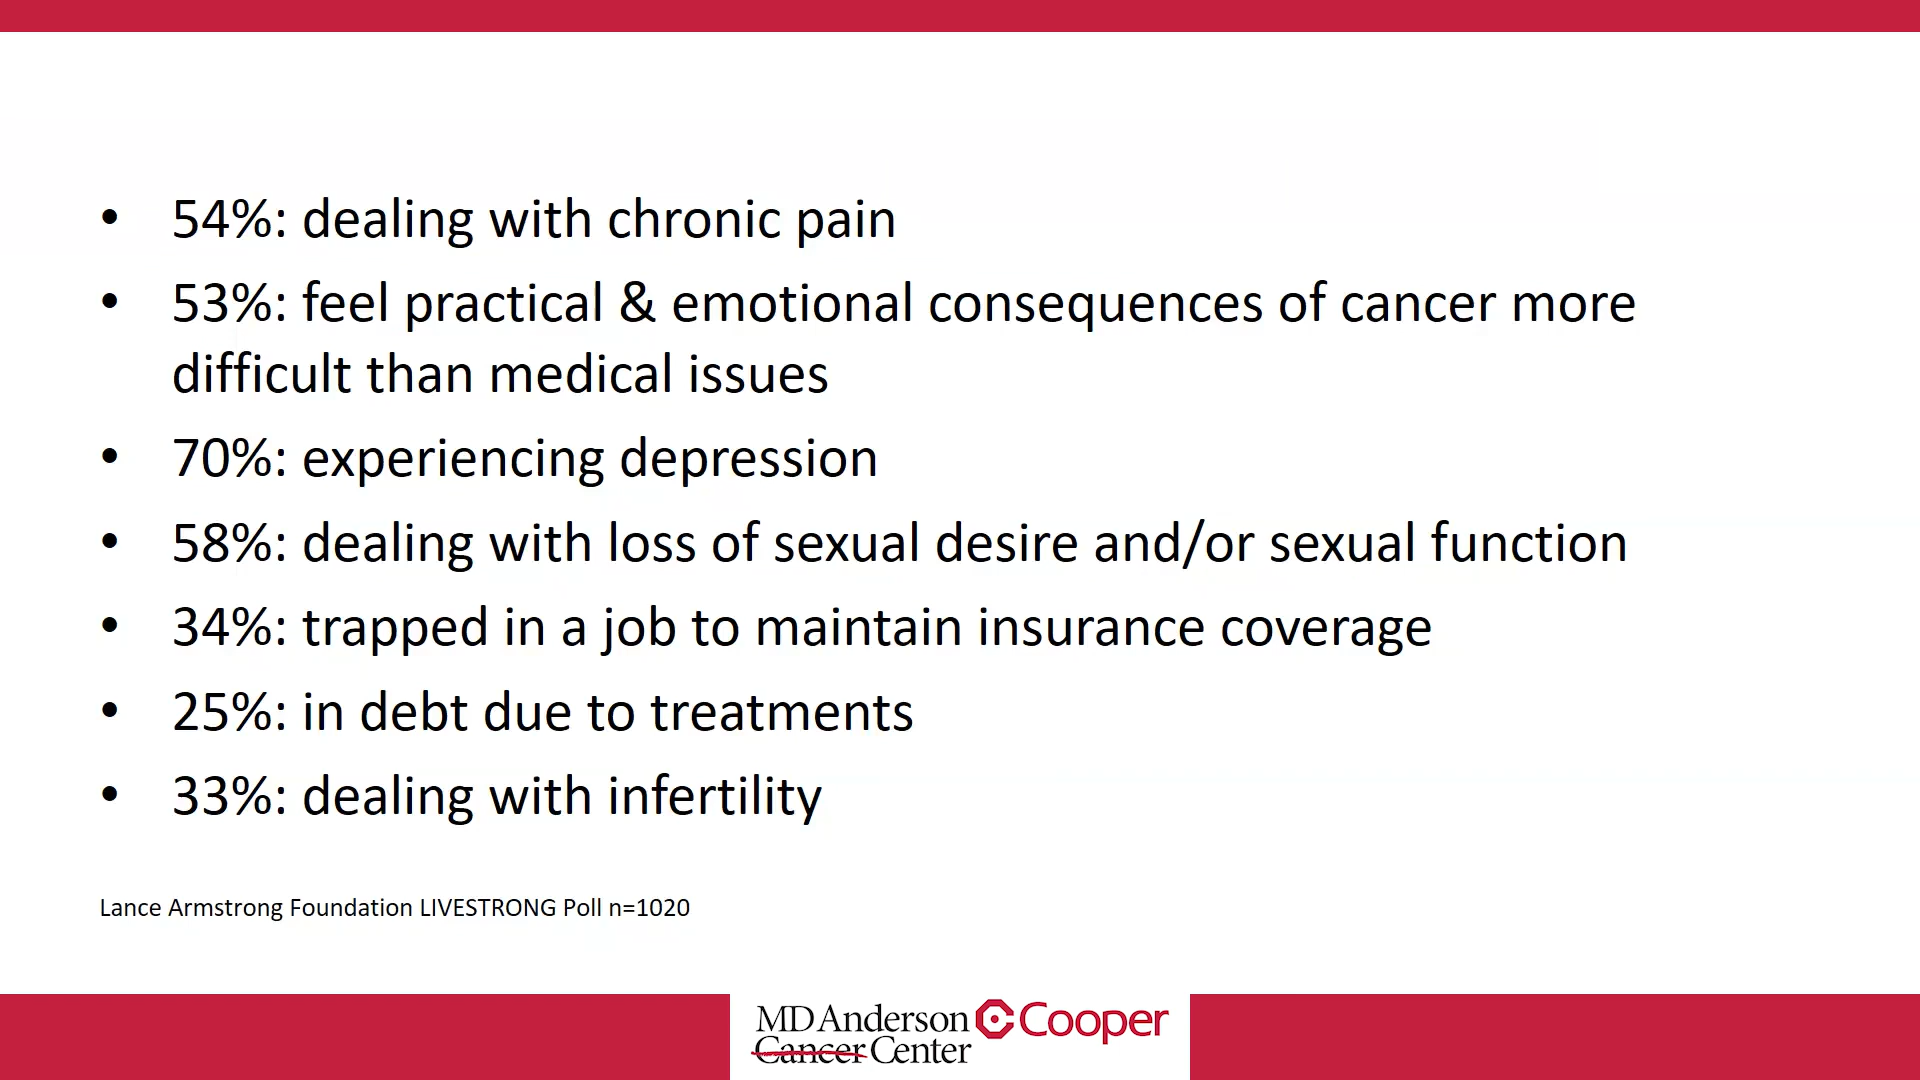 • 54%: dealing with chronic pain
• 53%: feel practical & emotional consequences of cancer more
difficult than medical issues
• 70%: experiencing depression
• 58%: dealing with loss of sexual desire and/or sexual function
• 34%: trapped in a job to maintain insurance coverage
• 25%: in debt due to treatments
• 33%: dealing with infertility
Lance Armstrong Foundation LIVESTRONG Poll n=1020
MD Anderson Cooper
Cancer Center